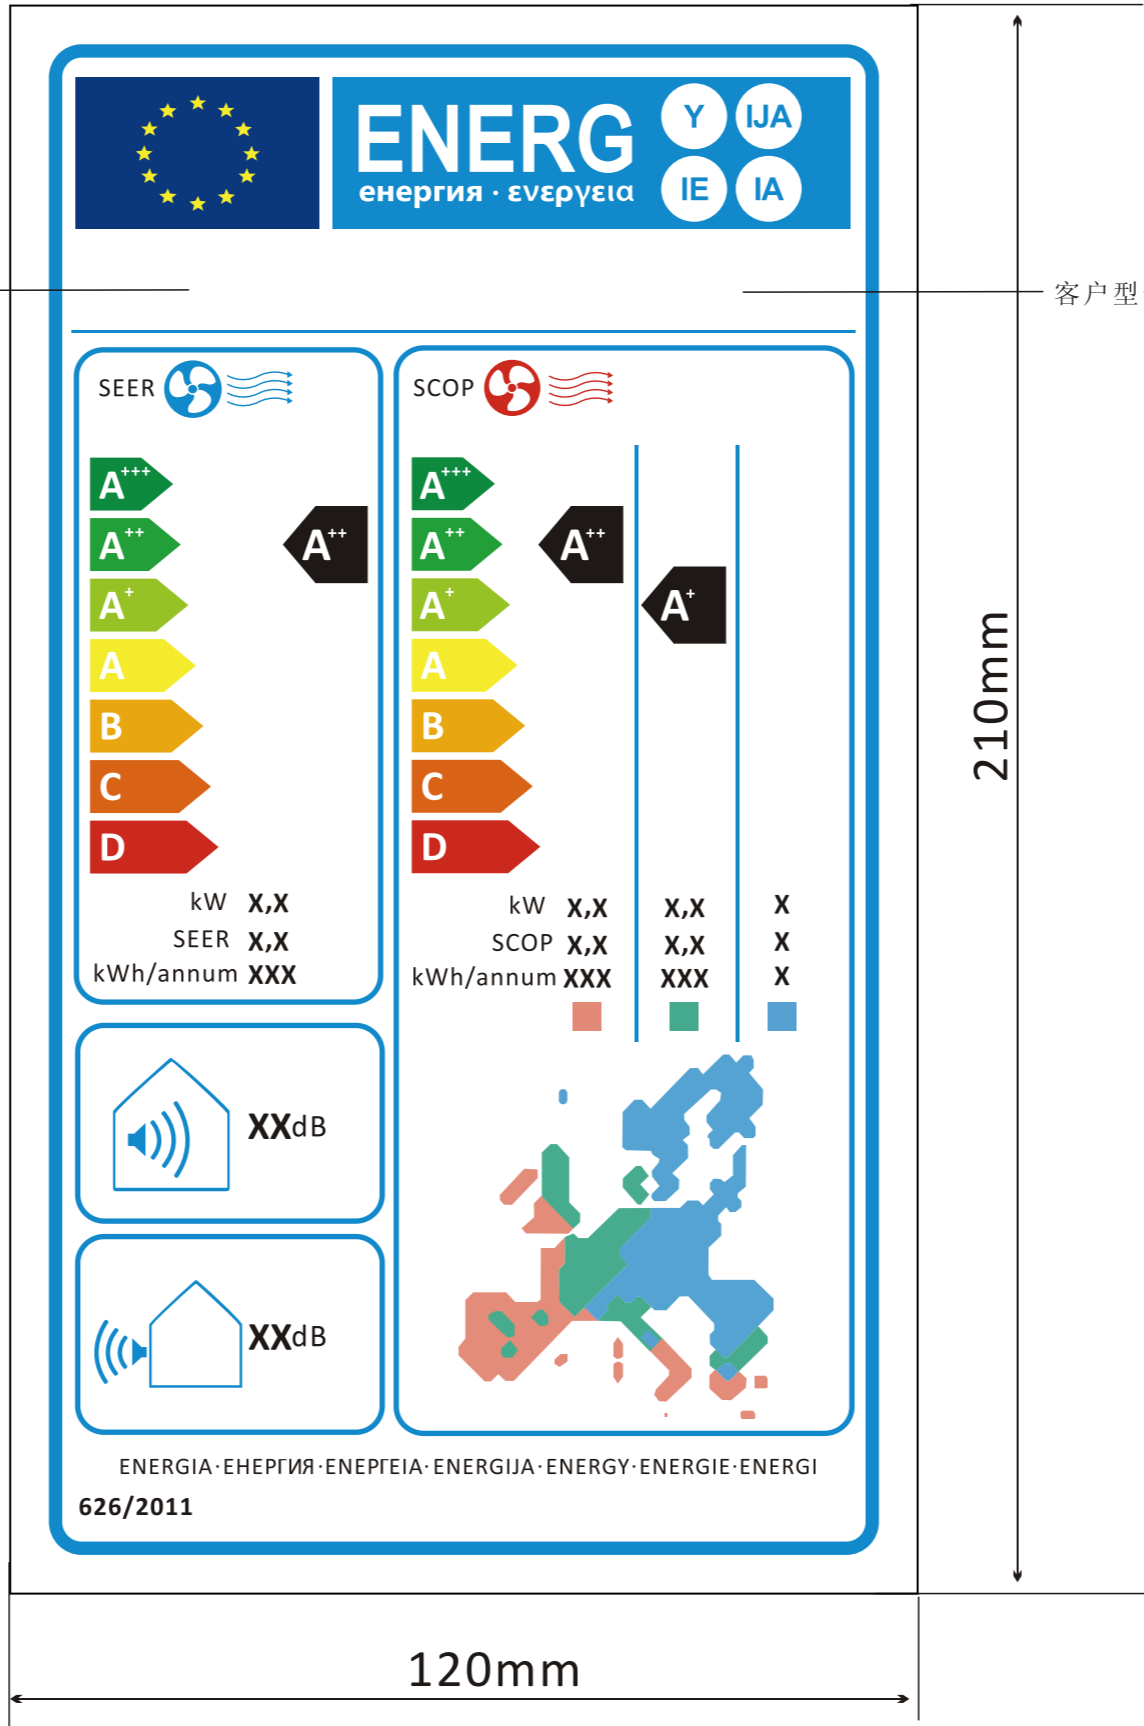 ENERG Y IJA
IE IA
енергия · ενεργεια
客户型
SEER
SCOP
A+++
A++
A+
A
B
C
D
A++
kW X,X
SEER X,X
kWh/annum XXX
A+++
A++
A+
A
B
C
D
A++
A+
kW X,X X,X X
SCOP X,X X,X X
kWh/annum XXX XXX X
XXdB
XXdB
ENERGIA·ЕНЕРГИЯ·ΕΝΕΡΓΕΙΑ·ENERGIJA·ENERGY·ENERGIE·ENERGI
626/2011
210mm
120mm